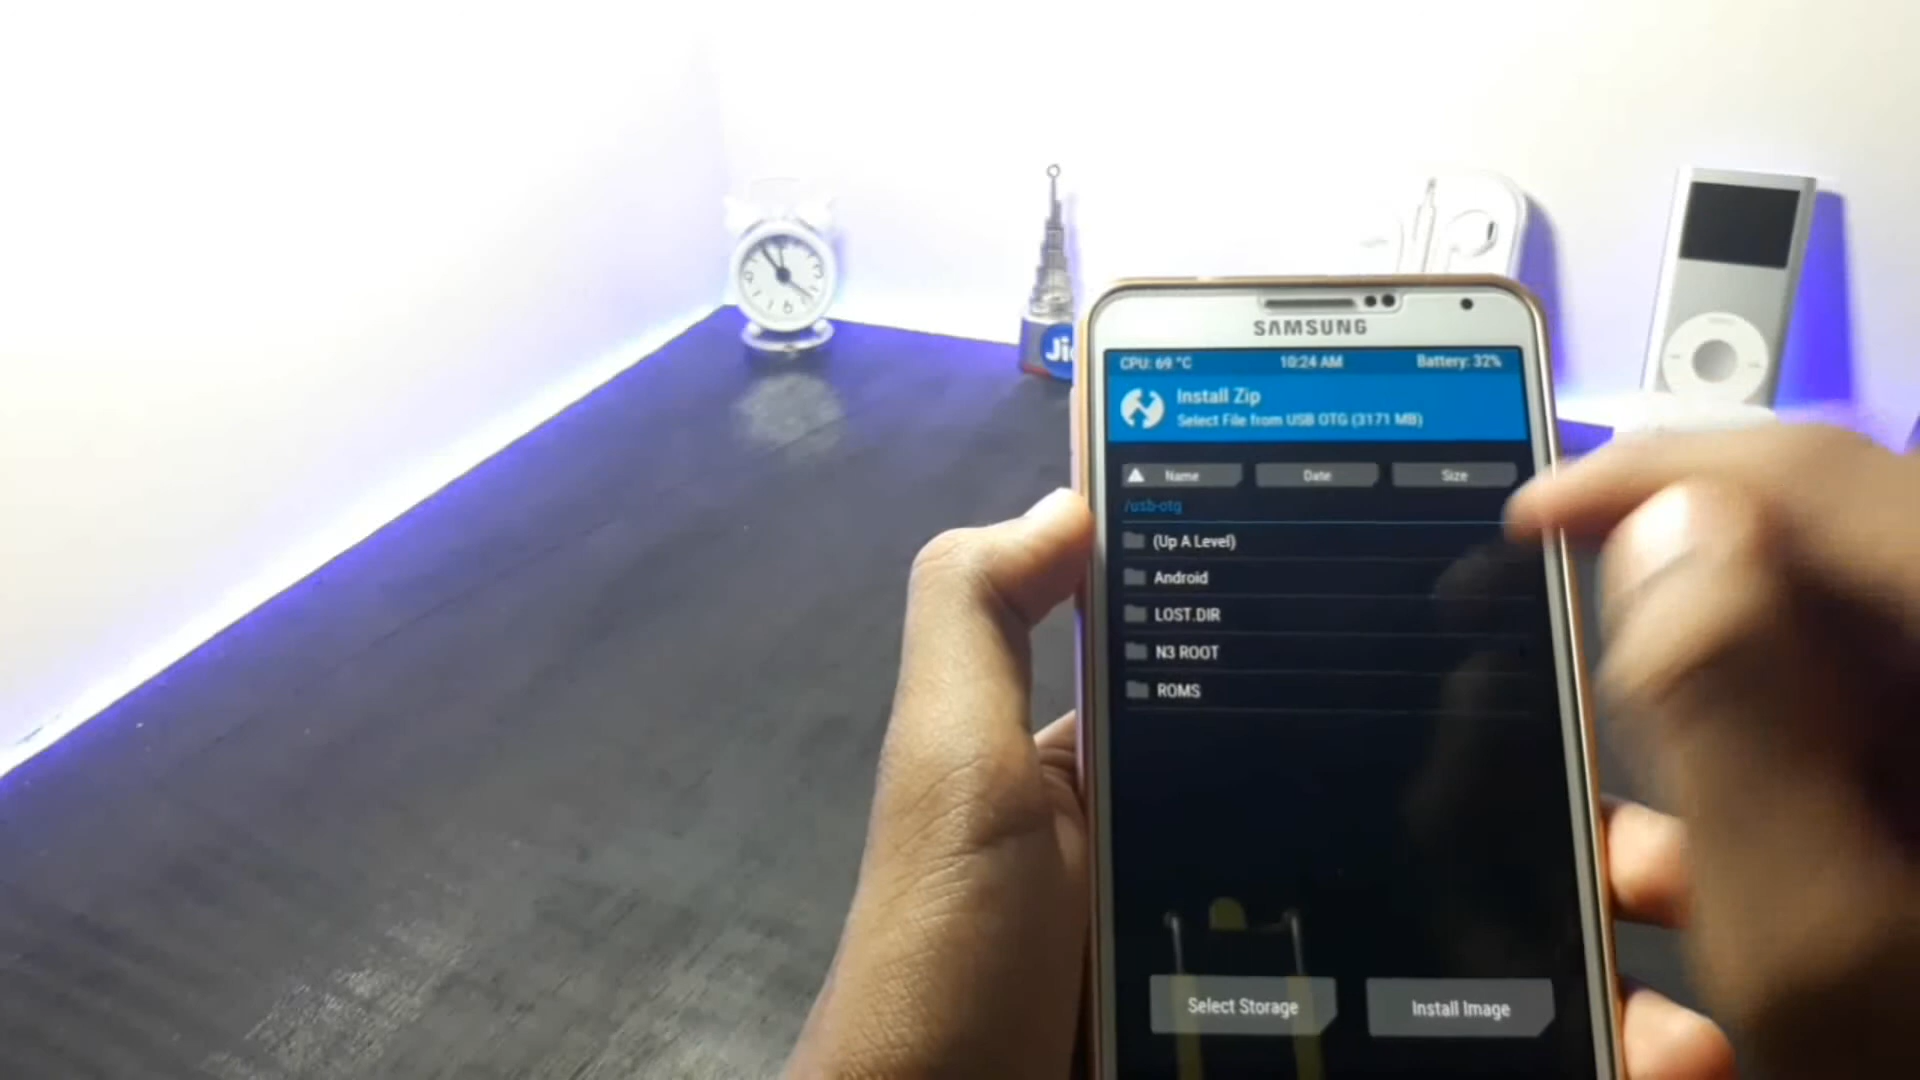 Jio
SAMSUNG
CPU: 69 °C 10:24 AM Battery: 32%
Install Zip
Select File from USB OTG (3171 MB)
Name Date Size
/usb-otg
(Up A Level)
Android
LOST.DIR
N3 ROOT
ROMS
Select Storage Install Image